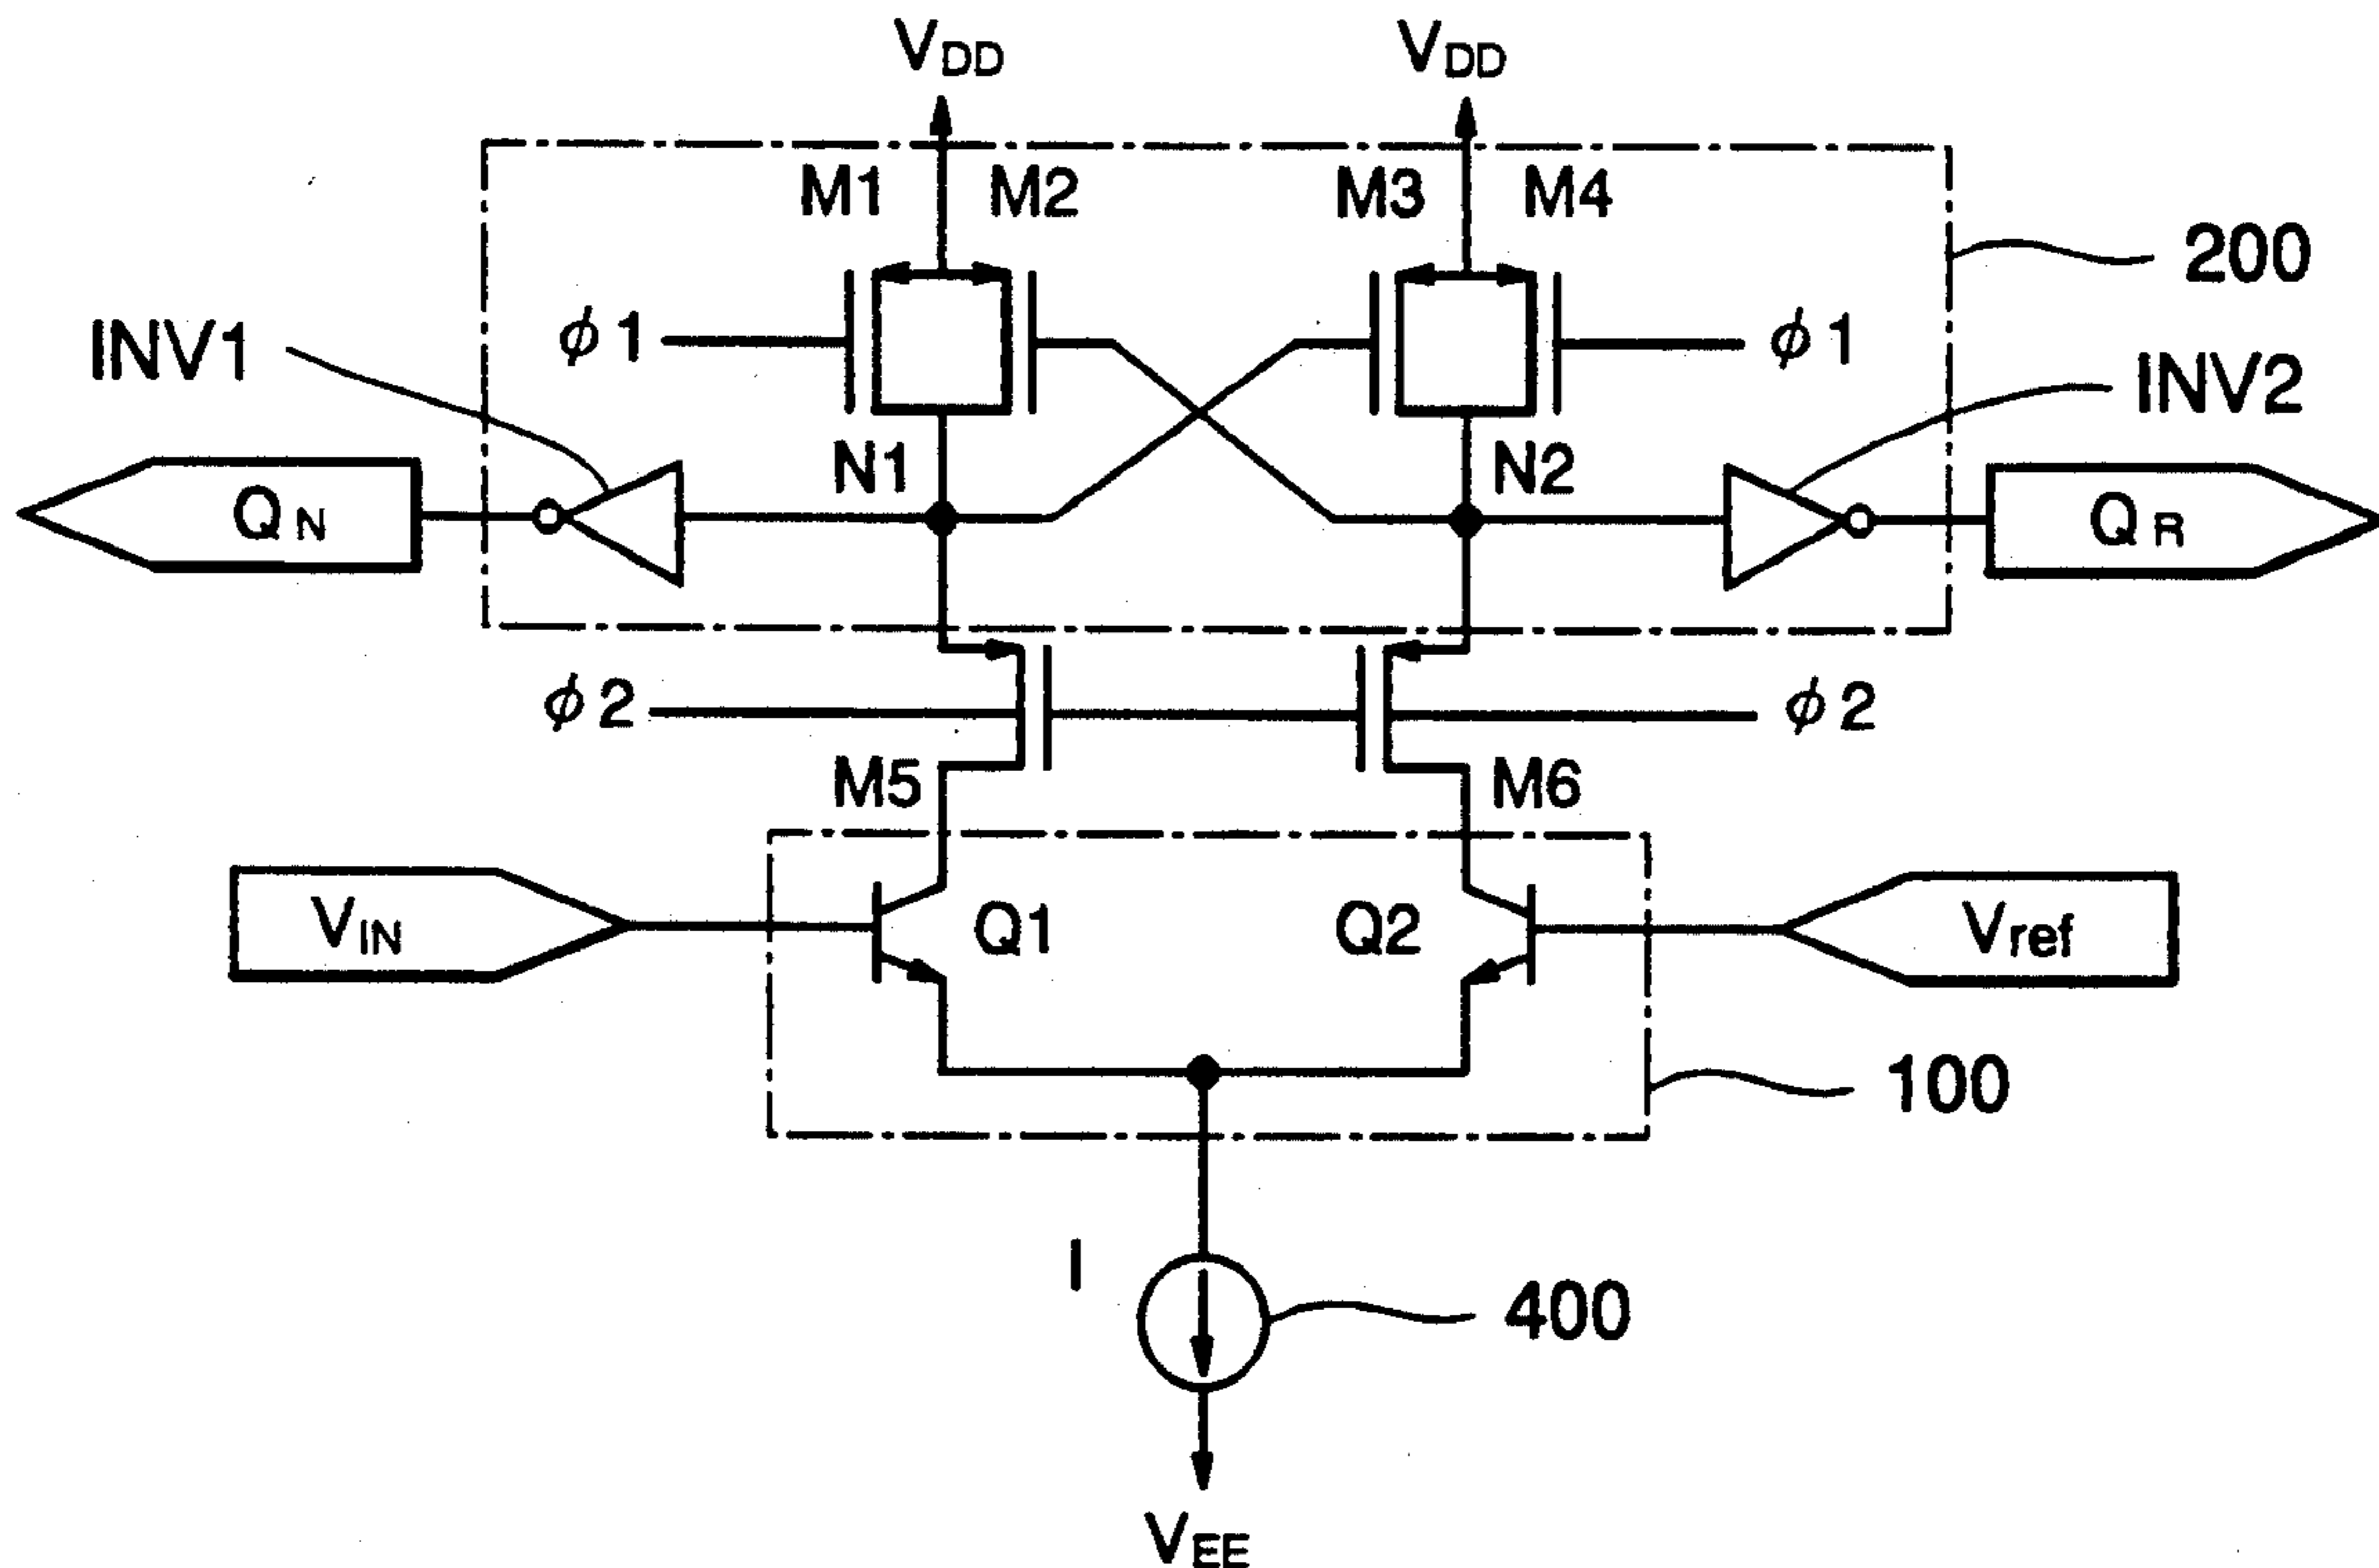 VDD VDD
M1 M2 M3 M4
200
INV1 ϕ1 ϕ1 INV2
N1 N2
QN QR
ϕ2 ϕ2
M5 M6
VIN Q1 Q2 Vref
100
I 400
VEE